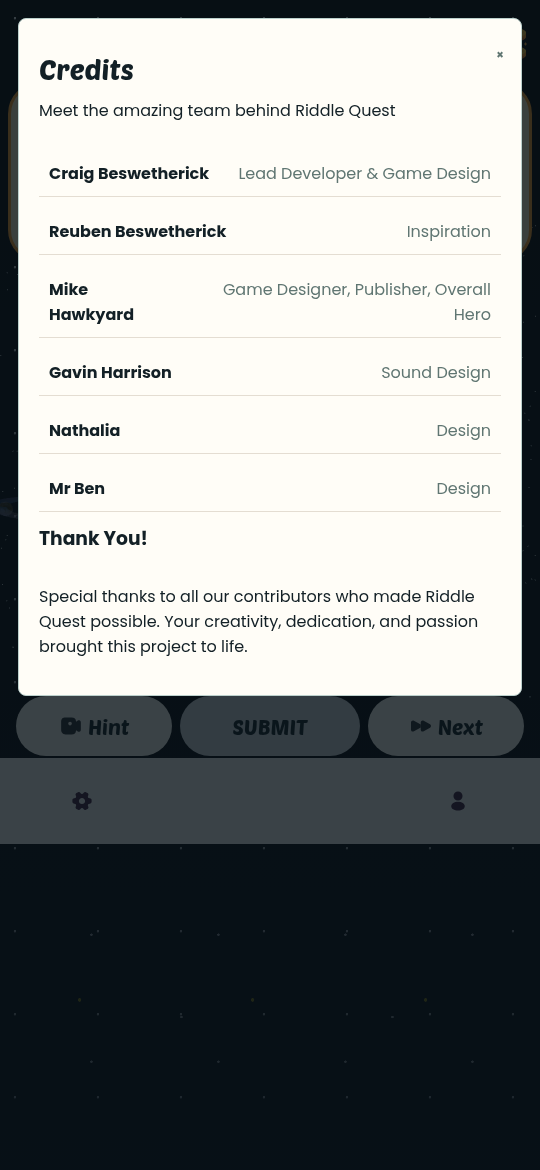 Credits
×
Meet the amazing team behind Riddle Quest
Craig Beswetherick Lead Developer & Game Design
Reuben Beswetherick Inspiration
Mike Hawkyard Game Designer, Publisher, Overall Hero
Gavin Harrison Sound Design
Nathalia Design
Mr Ben Design
Thank You!
Special thanks to all our contributors who made Riddle
Quest possible. Your creativity, dedication, and passion
brought this project to life.
Hint SUBMIT Next